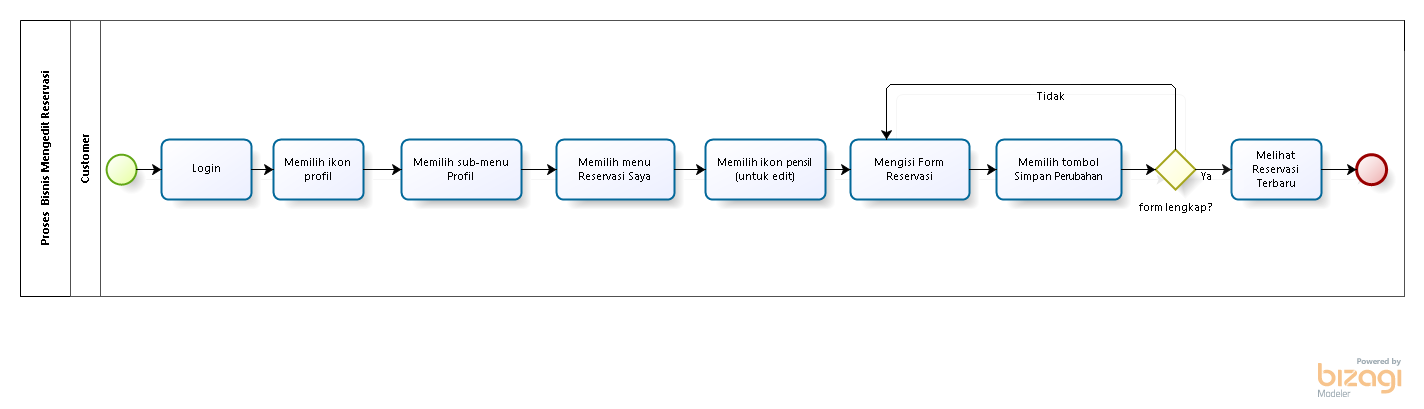 Proses Bisnis Mengedit Reservasi
Customer
Login
Memilih ikon
profil
Memilih sub-menu
Profil
Memilih menu
Reservasi Saya
Memilih ikon pensil
(untuk edit)
Mengisi Form
Reservasi
Memilih tombol
Simpan Perubahan
Tidak
form lengkap?
Ya
Melihat
Reservasi
Terbaru
Powered by
bizagi
Modeler